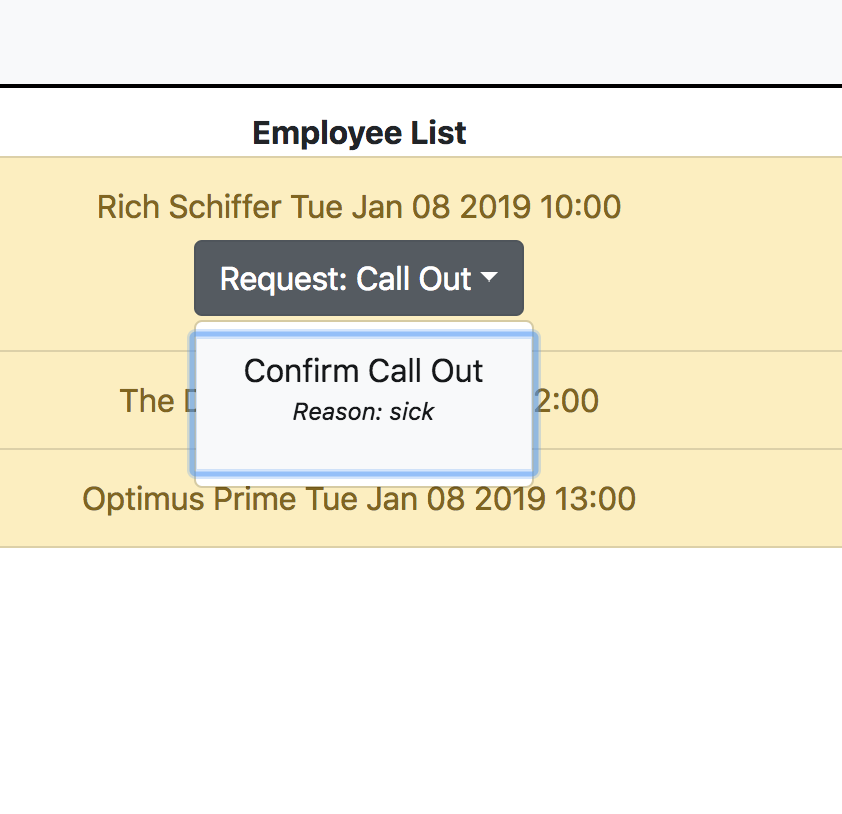 Employee List
Rich Schiffer Tue Jan 08 2019 10:00
Request: Call Out
Confirm Call Out
The 2:00
Reason: sick
Optimus Prime Tue Jan 08 2019 13:00